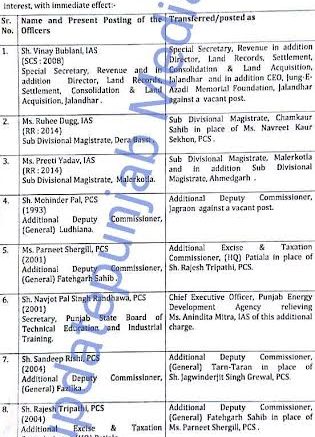 interest, with immediate effect:-
Sr. Name and Present Posting of the Transferred/posted as
No. Officers
1. Sh. Vinay Bublani, IAS
(SCS : 2008)
Special Secretary, Revenue and in
addition Director, Land Records,
Settlement, Consolidation & Land
Acquisition, Jalandhar.
Special Secretary, Revenue in addition
Director, Land Records, Settlement,
Consolidation & Land Acquisition,
Jalandhar and in addition CEO, Jung-E-
Azadi Memorial Foundation, Jalandhar
against a vacant post.
2. Ms. Ruhee Dugg, IAS
(RR : 2014)
Sub Divisional Magistrate, Dera Bassi
Sub Divisional Magistrate, Chamkaur
Sahib in place of Ms. Navreet Kaur
Sekhon, PCS .
3. Ms. Preeti Yadav, IAS
(RR : 2014)
Sub Divisional Magistrate, Malerkotla.
Sub Divisional Magistrate, Malerkotla
and in addition Sub Divisional
Magistrate, Ahmedgarh .
4. Sh. Mohinder Pal, PCS
(1993)
Additional Deputy Commissioner,
(General) Ludhiana.
Additional Deputy Commissioner,
Jagraon against a vacant post.
5. Ms. Parneet Shergill, PCS
(2001)
Additional Deputy Commissioner,
(General) Fatehgarh Sahib .
Additional Excise & Taxation
Commissioner, (HQ) Patiala in place of
Sh. Rajesh Tripathi, PCS.
6. Sh. Navjot Pal Singh Randhawa, PCS
(2001)
Secretary, Punjab State Board of
Technical Education and Industrial
Training.
Chief Executive Officer, Punjab Energy
Development Agency relieving
Ms. Anindita Mitra, IAS of this additional
charge.
7. Sh. Sandeep Rishi, PCS
(2004)
Additional Deputy Commissioner,
(General) Fazilka
Additional Deputy Commissioner,
(General) Tarn-Taran in place of
Sh. Jagwinderjit Singh Grewal, PCS.
8. Sh. Rajesh Tripathi, PCS
(2004)
Additional Excise & Taxation
Additional Deputy Commissioner,
(General) Fatehgarh Sahib in place of
Ms. Parneet Shergill, PCS .
updatepunjab Media